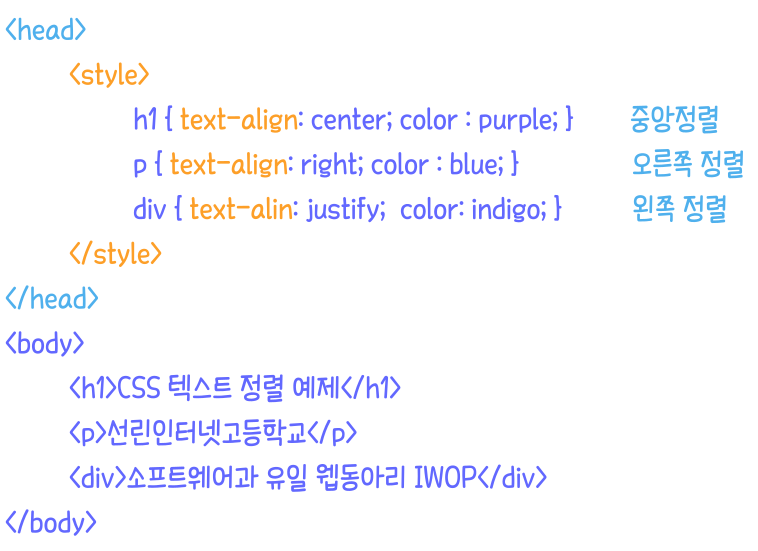 <head>
<style>
h1 { text-align: center; color : purple; } 중앙정렬
p { text-align: right; color : blue; } 오른쪽 정렬
div { text-alin: justify; color: indigo; } 왼쪽 정렬
</style>
</head>
<body>
<h1>CSS 텍스트 정렬 예제</h1>
<p>선린인터넷고등학교</p>
<div>소프트웨어과 유일 웹동아리 IWOP</div>
</body>